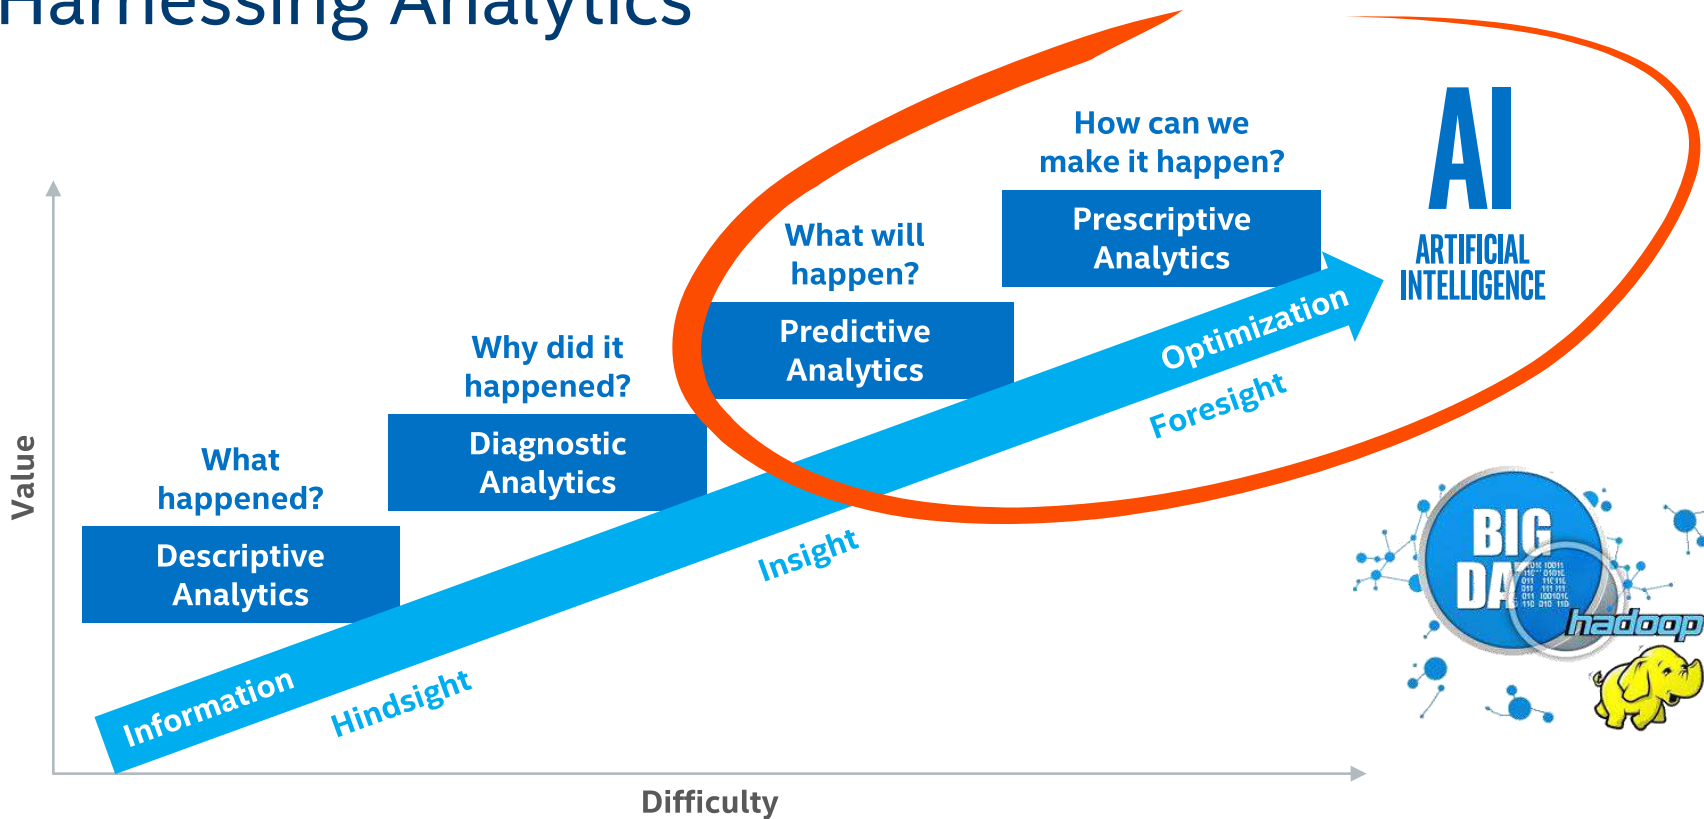 Harnessing Analytics
How can we
make it happen?
Prescriptive
Analytics
AI
ARTIFICIAL
INTELLIGENCE
What will
happen?
Predictive
Analytics
Optimization
Foresight
Why did it
happened?
Diagnostic
Analytics
Insight
What
happened?
Descriptive
Analytics
Information
Hindsight
Value
Difficulty
BIG
DATA
hadoop